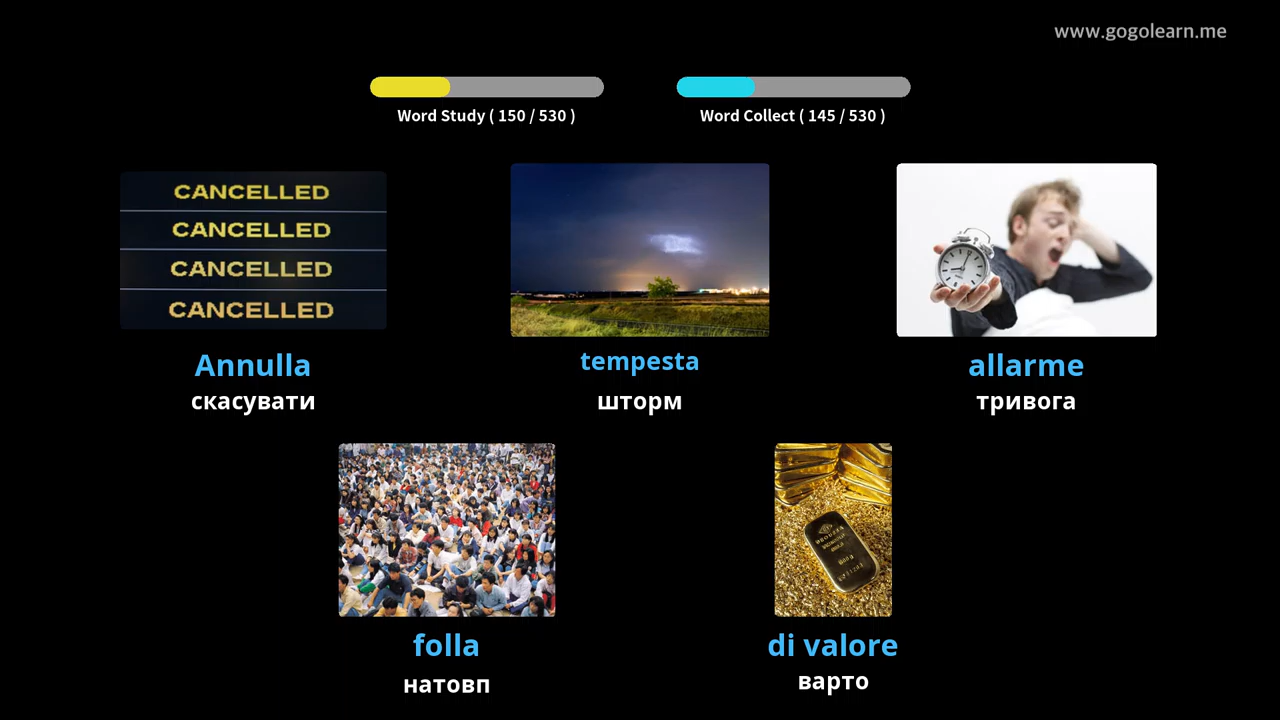 www.gogolearn.me
Word Study ( 150 / 530 )
Word Collect ( 145 / 530 )
CANCELLED
CANCELLED
CANCELLED
CANCELLED
Annulla
скасувати
tempesta
шторм
allarme
тривога
folla
натовп
di valore
варто